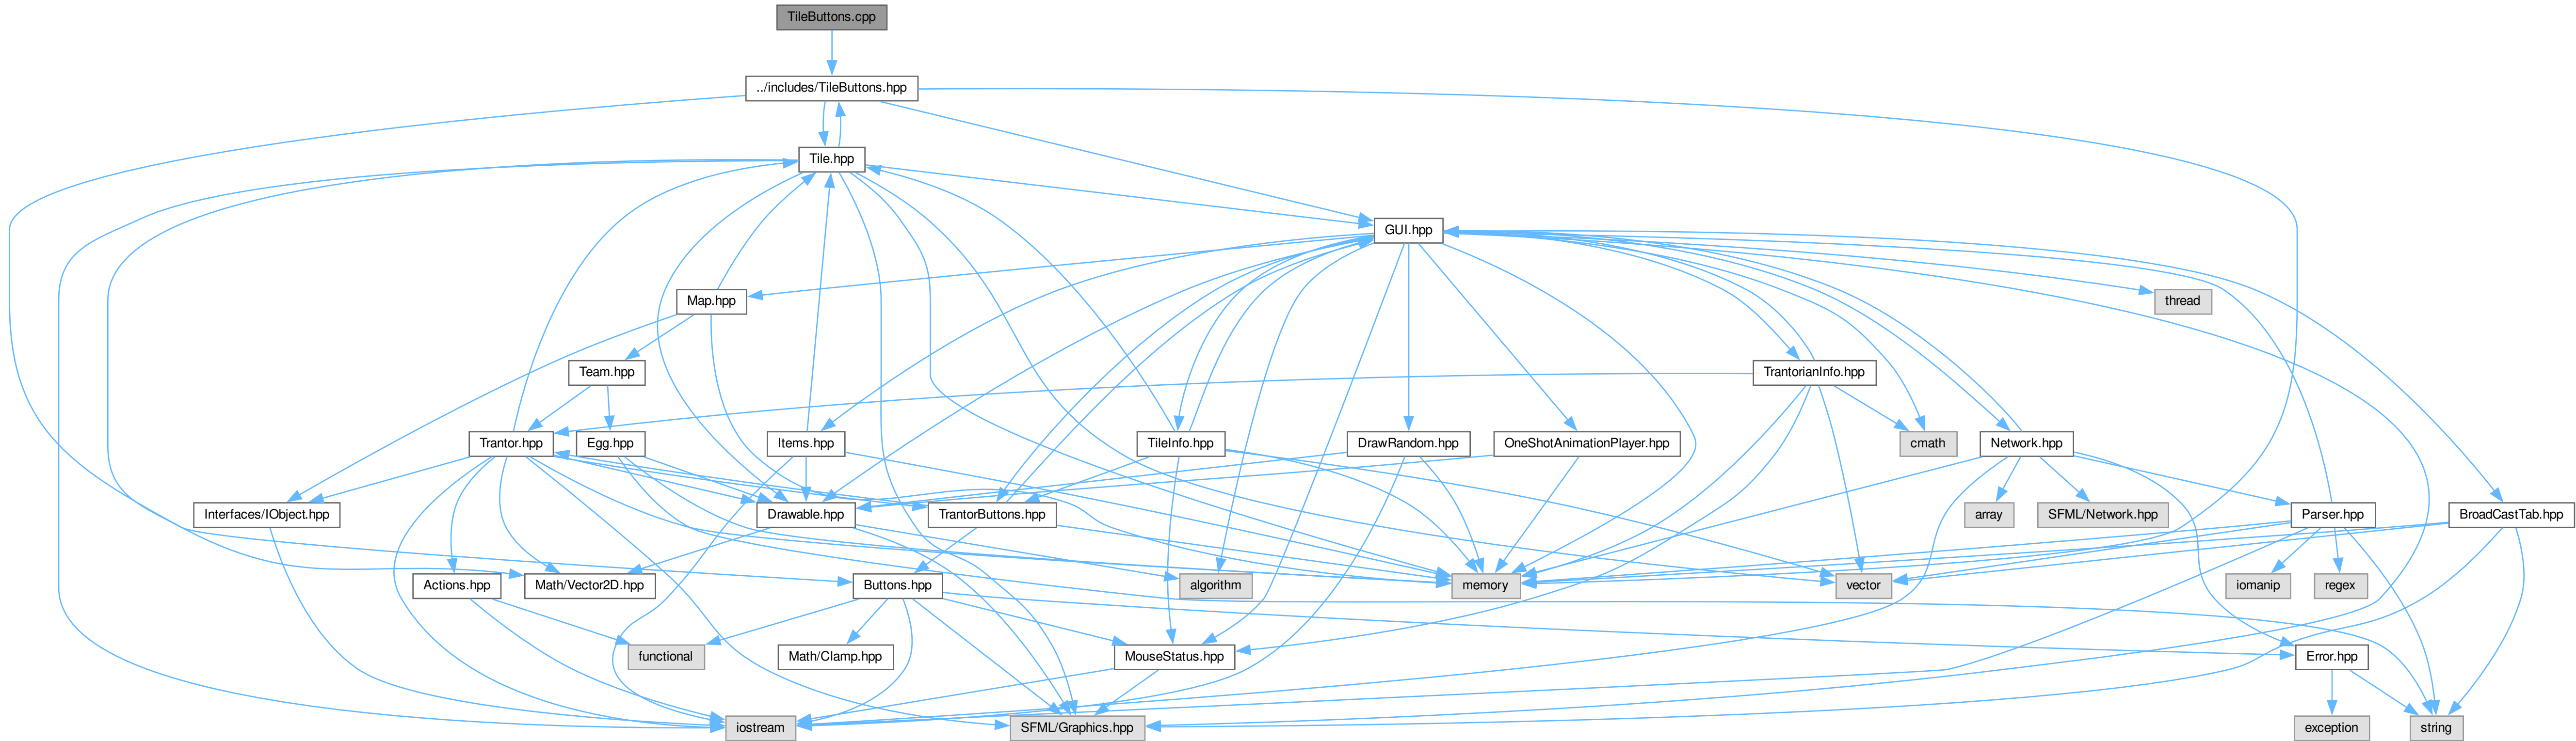 TileButtons.cpp
../includes/TileButtons.hpp
Tile.hpp
GUI.hpp
Map.hpp
thread
Team.hpp
TrantorianInfo.hpp
Trantor.hpp
Egg.hpp
Items.hpp
TileInfo.hpp
DrawRandom.hpp
OneShotAnimationPlayer.hpp
cmath
Network.hpp
Interfaces/IObject.hpp
Drawable.hpp
TrantorButtons.hpp
array
SFML/Network.hpp
Parser.hpp
BroadCastTab.hpp
Actions.hpp
Math/Vector2D.hpp
Buttons.hpp
algorithm
memory
vector
iomanip
regex
functional
Math/Clamp.hpp
MouseStatus.hpp
Error.hpp
iostream
SFML/Graphics.hpp
exception
string